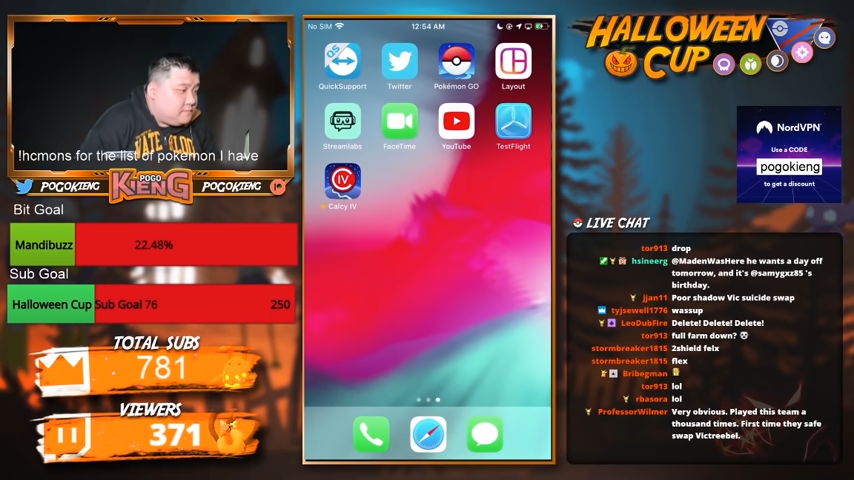 No SIM
12:54 AM
HALLOWEEN
CUP
QuickSupport
Twitter
Pokémon GO
Layout
Streamlabs
FaceTime
YouTube
TestFlight
Calcy IV
!hcmons for the list of pokemon I have
POGOKIENG
POGO
KIENG
POGOKIENG
Bit Goal
Mandibuzz
22.48%
Sub Goal
Halloween Cup Sub Goal 76
250
TOTAL SUBS
781
VIEWERS
371
NordVPN
Use a CODE
pogokieng
to get a discount
LIVE CHAT
tor913 drop
hsineerg @MadenWasHere he wants a day off
tomorrow, and it's @samygxz85 's
birthday.
jjan11 Poor shadow Vic suicide swap
tyjsewell1776 wassup
LeoDubFire Delete! Delete! Delete!
tor913 full farm down?
stormbreaker1815 2shield felx
stormbreaker1815 flex
Bribegman
tor913 lol
rbasora lol
ProfessorWilmer Very obvious. Played this team a
thousand times. First time they safe
swap Victreebel.